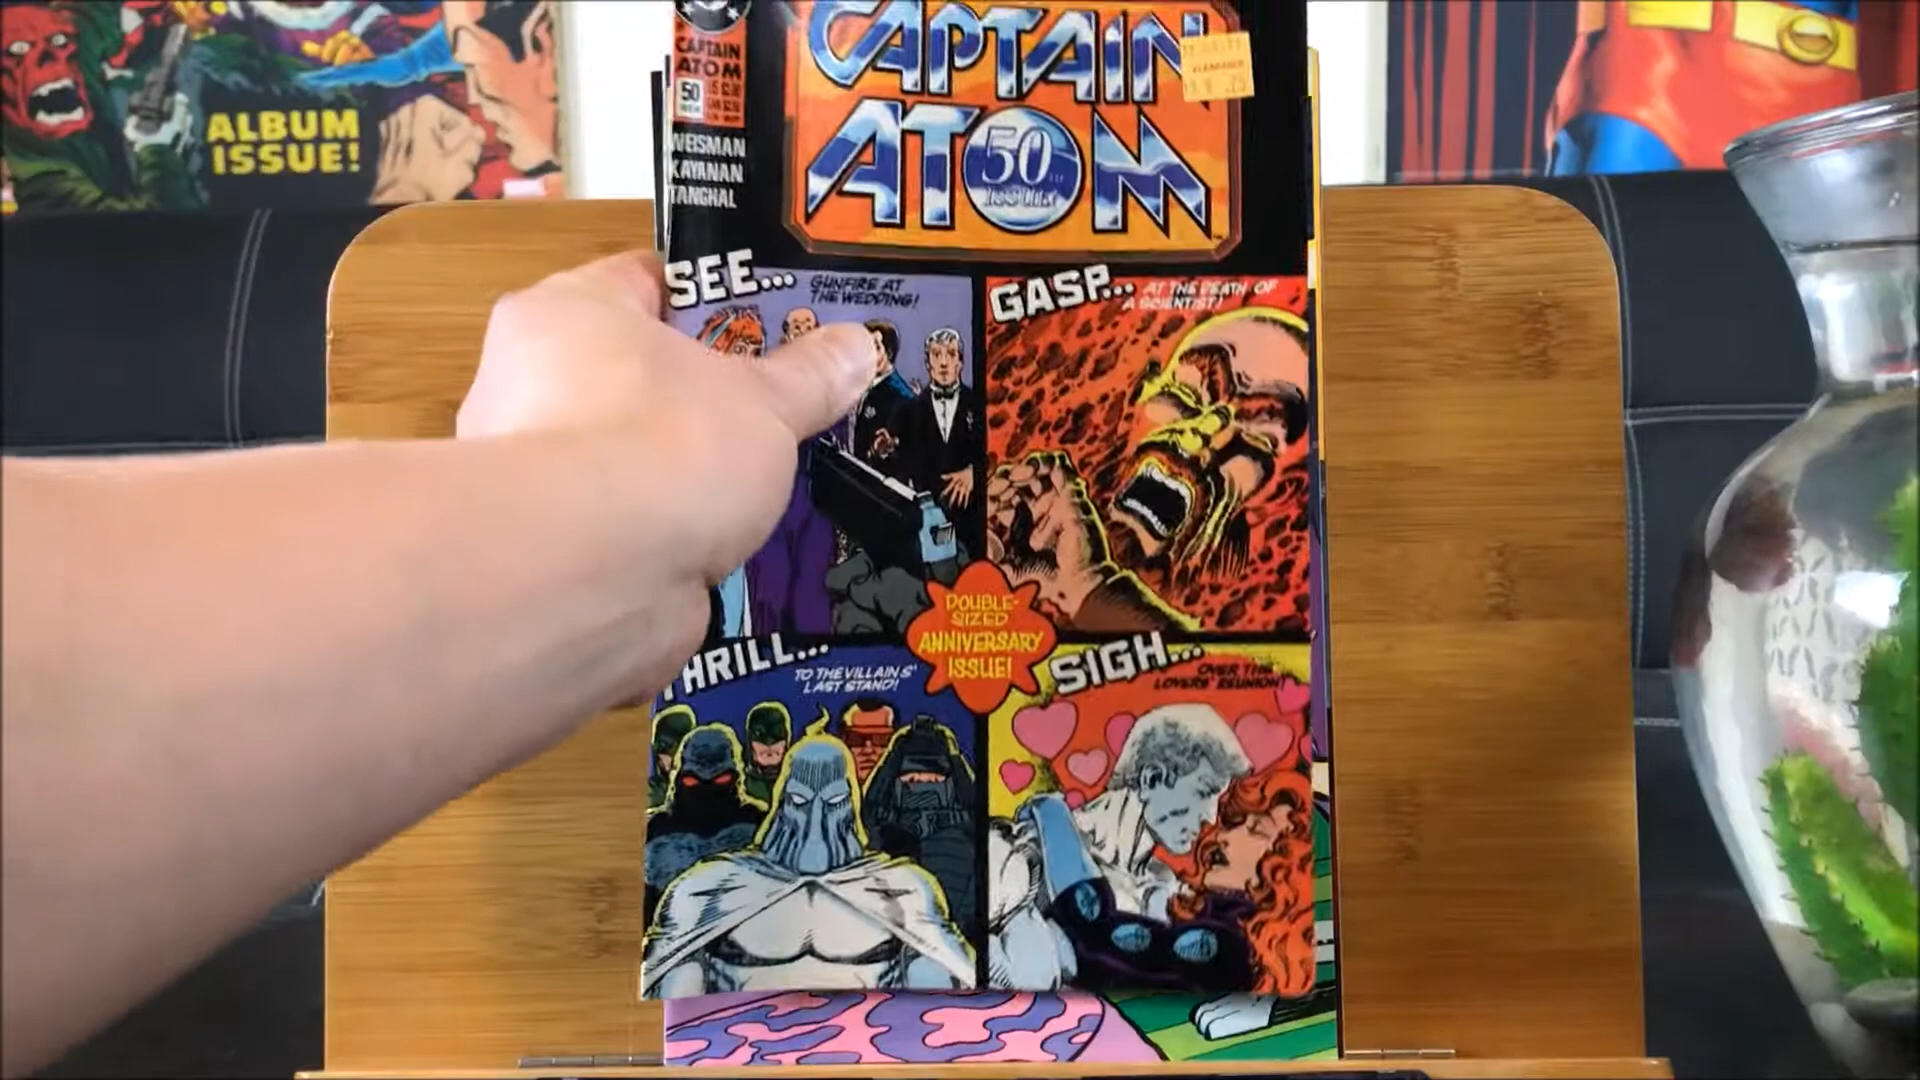 ALBUM
ISSUE!
CAPTAIN
ATOM
50
CAPTAIN
ATOM
50
ISSUE
WEISMAN
KAYANAN
TANGHAL
SEE...
GUNFIRE AT
THE WEDDING!
GASP...
AT THE DEATH OF
A SCIENTIST!
DOUBLE-
SIZED
ANNIVERSARY
ISSUE!
THRILL...
TO THE VILLAINS'
LAST STAND!
SIGH...
OVER THE
LOVERS' REUNION!